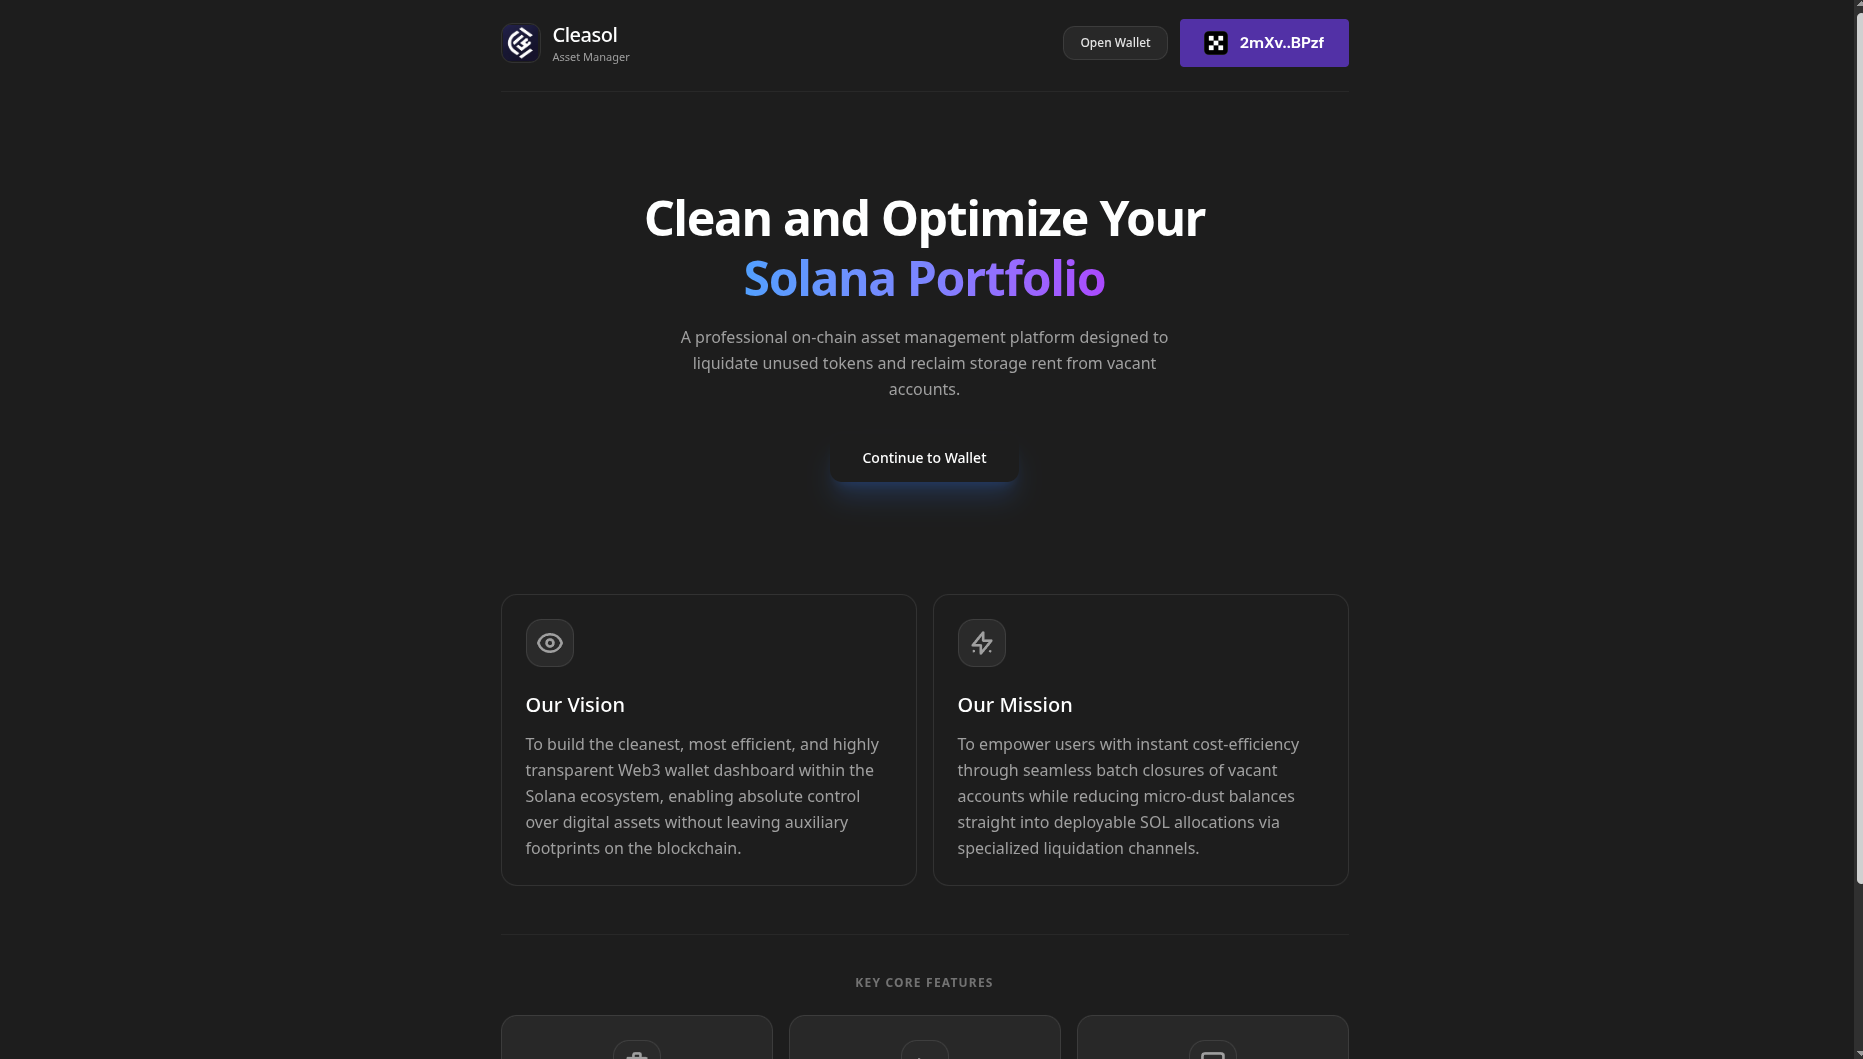 Cleasol
Asset Manager
Open Wallet
2mXv..BPzf
Clean and Optimize Your
Solana Portfolio
A professional on-chain asset management platform designed to
liquidate unused tokens and reclaim storage rent from vacant
accounts.
Continue to Wallet
Our Vision
To build the cleanest, most efficient, and highly
transparent Web3 wallet dashboard within the
Solana ecosystem, enabling absolute control
over digital assets without leaving auxiliary
footprints on the blockchain.
Our Mission
To empower users with instant cost-efficiency
through seamless batch closures of vacant
accounts while reducing micro-dust balances
straight into deployable SOL allocations via
specialized liquidation channels.
KEY CORE FEATURES